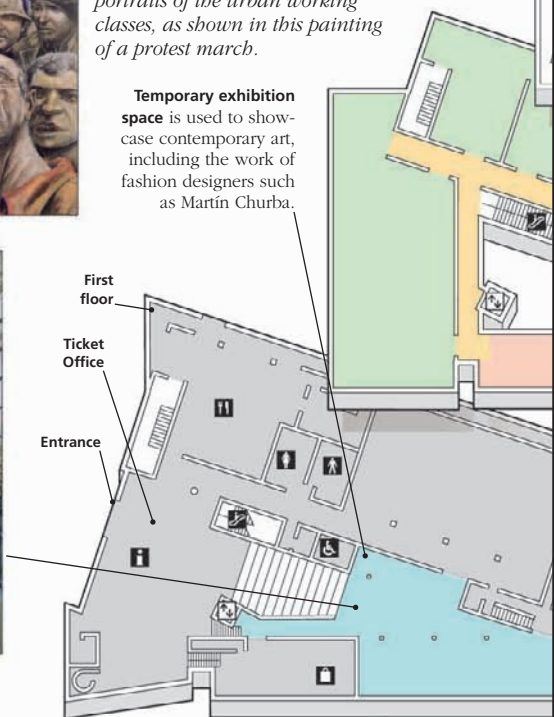 portraits of the urban working
classes, as shown in this painting
of a protest march.
Temporary exhibition
space is used to show-
case contemporary art,
including the work of
fashion designers such
as Martín Churba.
First
floor
Ticket
Office
Entrance